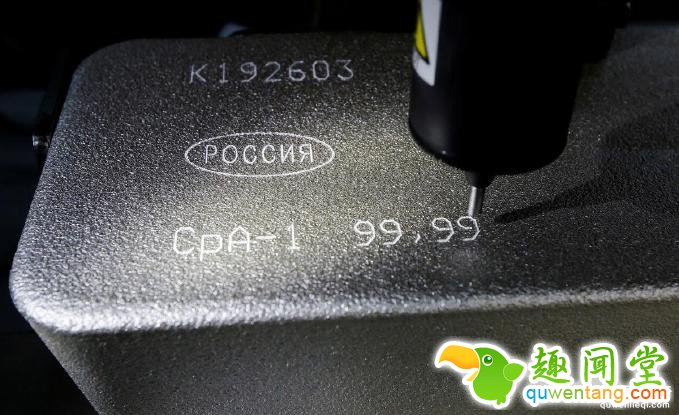 K192603
РОССИЯ
СрА-1 99,99
趣闻堂
quwentang.com